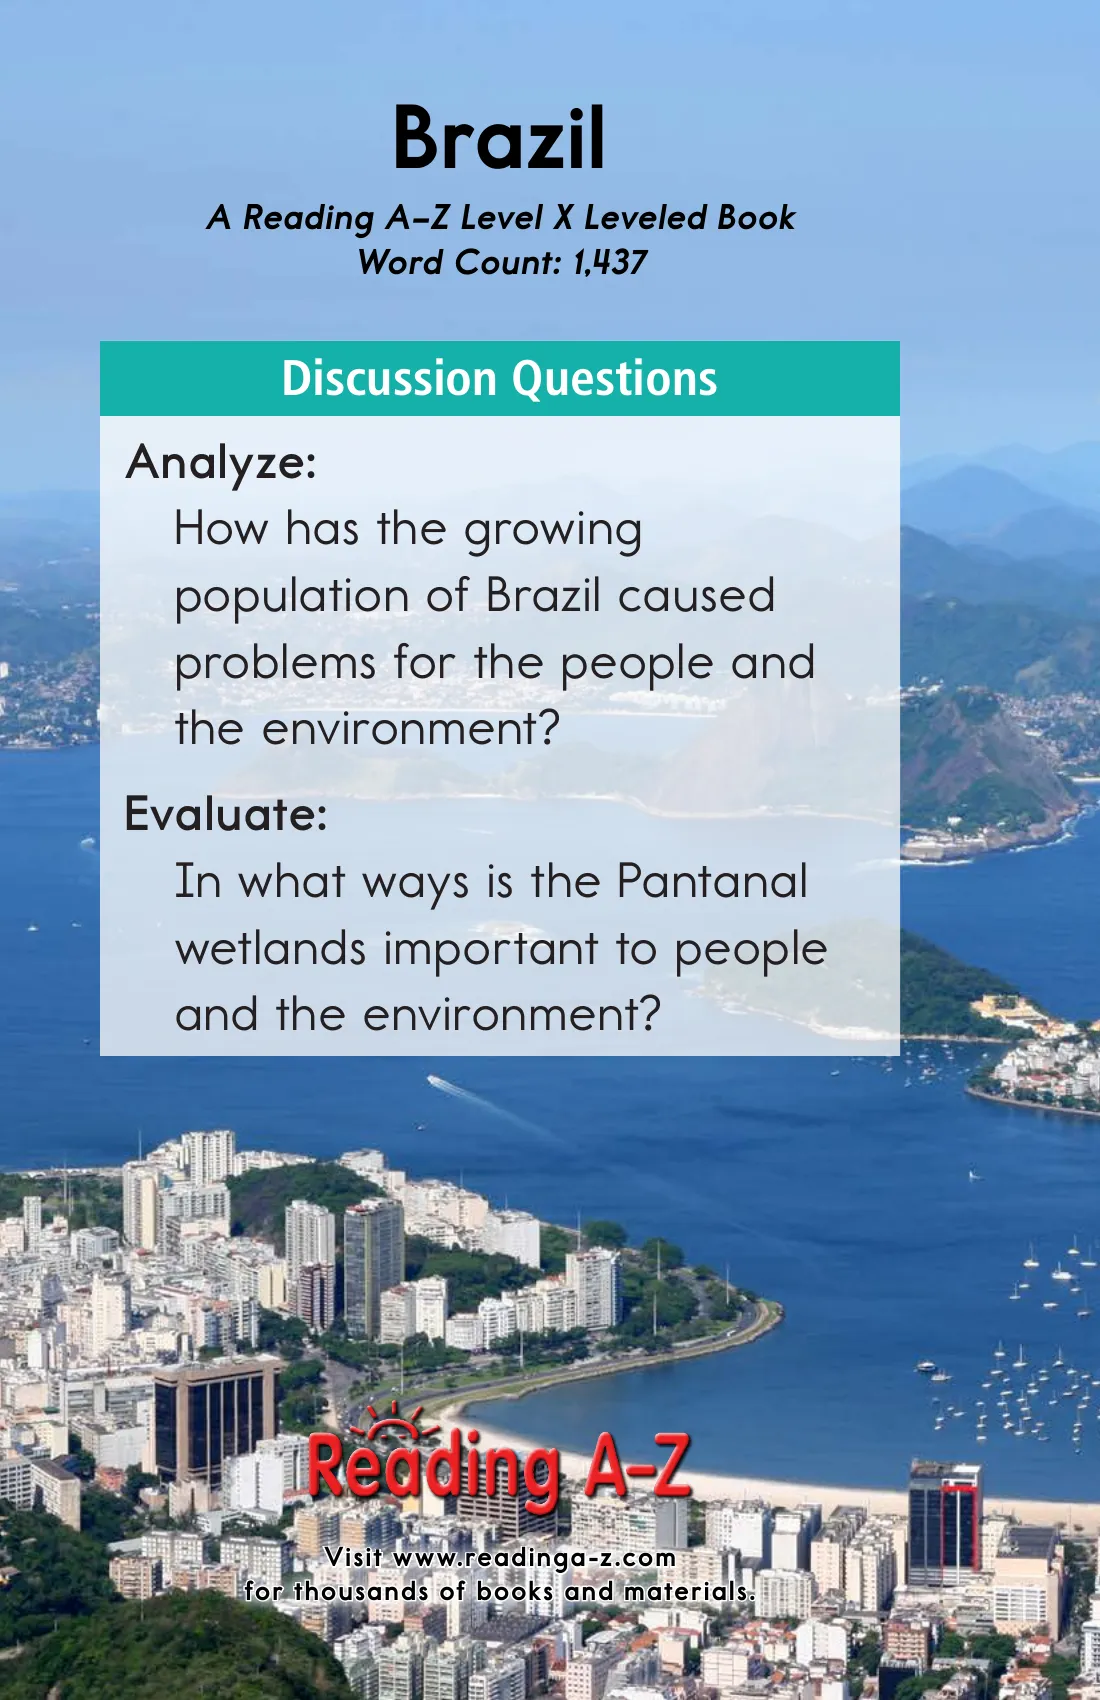 Brazil
A Reading A–Z Level X Leveled Book
Word Count: 1,437
Discussion Questions
Analyze:
How has the growing
population of Brazil caused
problems for the people and
the environment?
Evaluate:
In what ways is the Pantanal
wetlands important to people
and the environment?
Reading A–Z
Visit www.readinga-z.com
for thousands of books and materials.